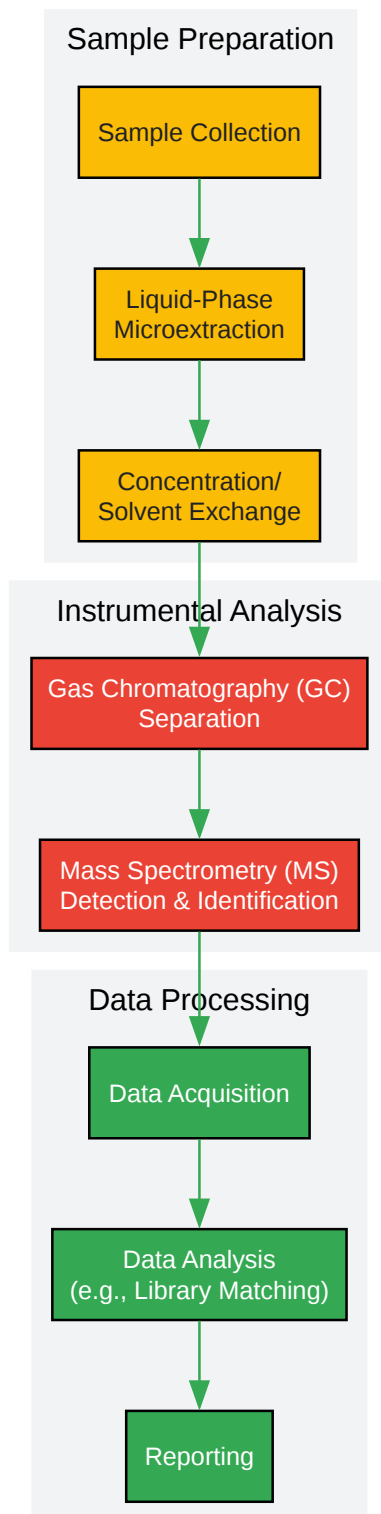 Sample Preparation
Sample Collection
Liquid-Phase
Microextraction
Concentration/
Solvent Exchange
Instrumental Analysis
Gas Chromatography (GC)
Separation
Mass Spectrometry (MS)
Detection & Identification
Data Processing
Data Acquisition
Data Analysis
(e.g., Library Matching)
Reporting